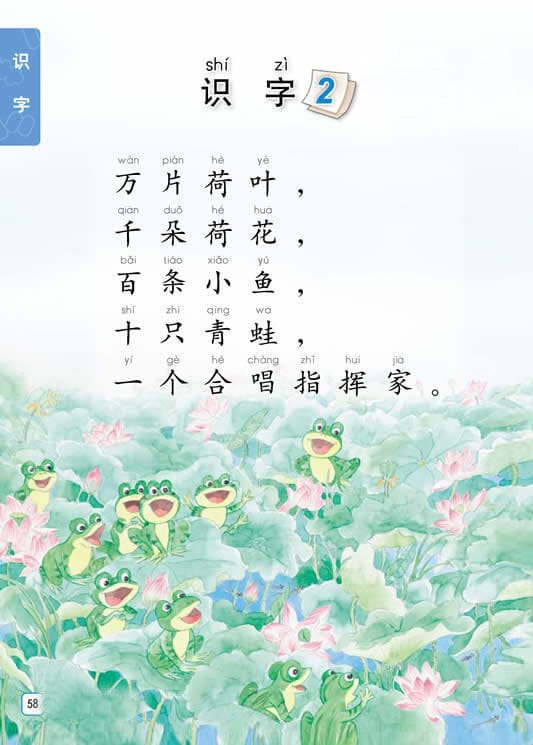 识字
shí zì
识字 2
wàn piàn hé yè
万片荷叶，
qiān duǒ hé huā
千朵荷花，
bǎi tiáo xiǎo yú
百条小鱼，
shí zhī qīng wā
十只青蛙，
yí gè hé chàng zhǐ huī jiā
一个合唱指挥家。
58